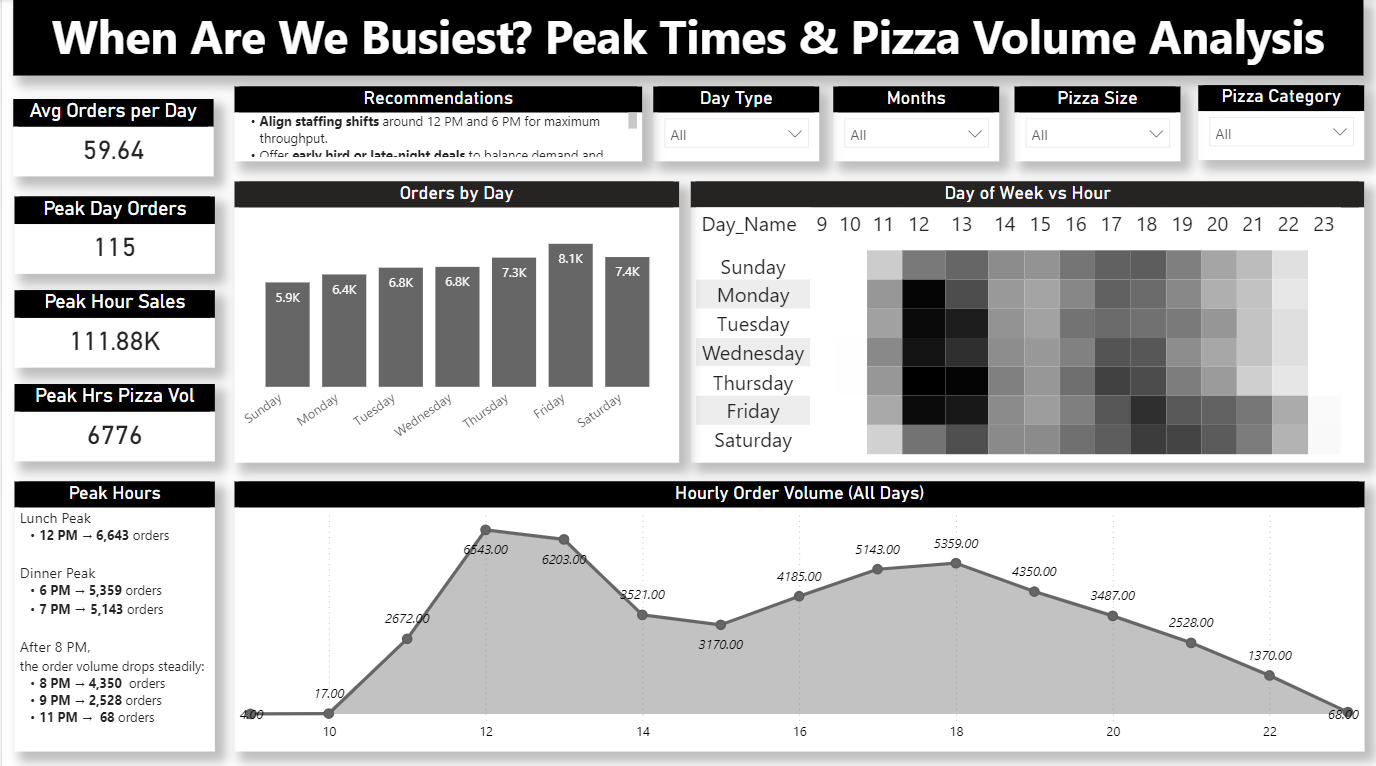 When Are We Busiest? Peak Times & Pizza Volume Analysis
Avg Orders per Day
59.64
Peak Day Orders
115
Peak Hour Sales
111.88K
Peak Hrs Pizza Vol
6776
Recommendations
• Align staffing shifts around 12 PM and 6 PM for maximum
throughput.
• Offer early bird or late-night deals to balance demand and
Day Type
All
Months
All
Pizza Size
All
Pizza Category
All
Orders by Day
5.9K
6.4K
6.8K
6.8K
7.3K
8.1K
7.4K
Sunday
Monday
Tuesday
Wednesday
Thursday
Friday
Saturday
Day of Week vs Hour
Day_Name 9 10 11 12 13 14 15 16 17 18 19 20 21 22 23
Sunday
Monday
Tuesday
Wednesday
Thursday
Friday
Saturday
Peak Hours
Lunch Peak
• 12 PM → 6,643 orders
Dinner Peak
• 6 PM → 5,359 orders
• 7 PM → 5,143 orders
After 8 PM,
the order volume drops steadily:
• 8 PM → 4,350 orders
• 9 PM → 2,528 orders
• 11 PM → 68 orders
Hourly Order Volume (All Days)
4.00
17.00
2672.00
6543.00
6203.00
3521.00
3170.00
4185.00
5143.00
5359.00
4350.00
3487.00
2528.00
1370.00
68.00
10 12 14 16 18 20 22